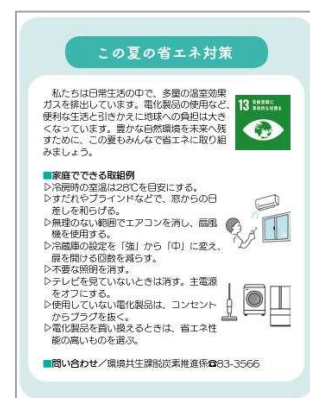 この夏の省エネ対策
私たちは日常生活の中で、多量の温室効果
ガスを排出しています。電化製品の使用など、
便利な生活と引きかえに地球への負担は大き
くなっています。豊かな自然環境を未来へ残
すために、この夏もみんなで省エネに取り組
みましょう。
13 気候変動に
具体的な対策を
■家庭でできる取組例
▷冷房時の室温は28℃を目安にする。
▷すだれやブラインドなどで、窓からの日
差しを和らげる。
▷無理のない範囲でエアコンを消し、扇風
機を使用する。
▷冷蔵庫の設定を「強」から「中」に変え、
扉を開ける回数を減らす。
▷不要な照明を消す。
▷テレビを見ていないときは消す。主電源
をオフにする。
▷使用していない電化製品は、コンセント
からプラグを抜く。
▷電化製品を買い換えるときは、省エネ性
能の高いものを選ぶ。
■問い合わせ／環境共生課脱炭素推進係☎83-3566